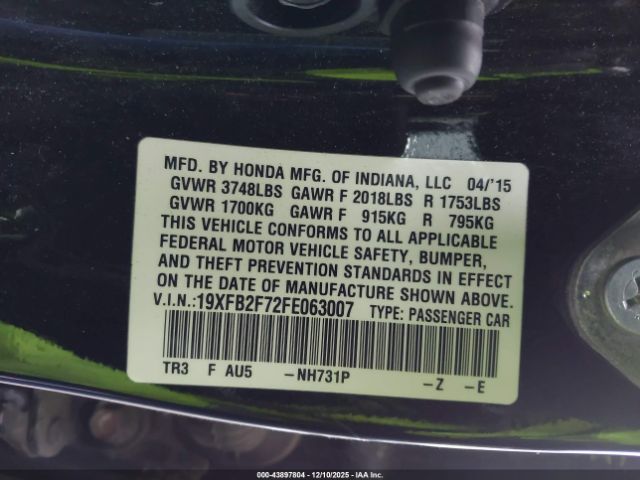 MFD. BY HONDA MFG. OF INDIANA, LLC 04/'15
GVWR 3748LBS GAWR F 2018LBS R 1753LBS
GVWR 1700KG GAWR F 915KG R 795KG
THIS VEHICLE CONFORMS TO ALL APPLICABLE
FEDERAL MOTOR VEHICLE SAFETY, BUMPER,
AND THEFT PREVENTION STANDARDS IN EFFECT
ON THE DATE OF MANUFACTURE SHOWN ABOVE.
V.I.N.:19XFB2F72FE063007 TYPE: PASSENGER CAR
TR3 F AU5 –NH731P –Z –E
000-43897804 - 12/10/2025 - IAA Inc.